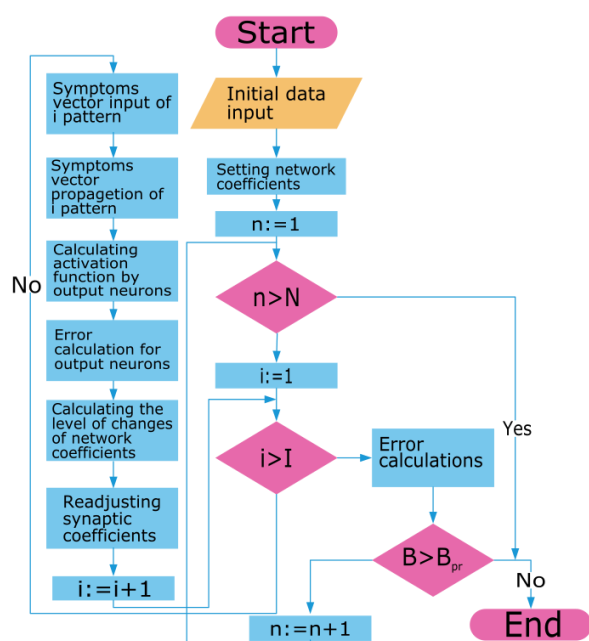 Start
Initial data
input
Setting network
coefficients
n:=1
n>N
i:=1
i>I
Error
calculations
B>Bpr
n:=n+1
Yes
No
End
No
Symptoms
vector input of
i pattern
Symptoms
vector
propagetion of
i pattern
Calculating
activation
function by
output neurons
Error
calculation for
output neurons
Calculating the
level of changes
of network
coefficients
Readjusting
synaptic
coefficients
i:=i+1